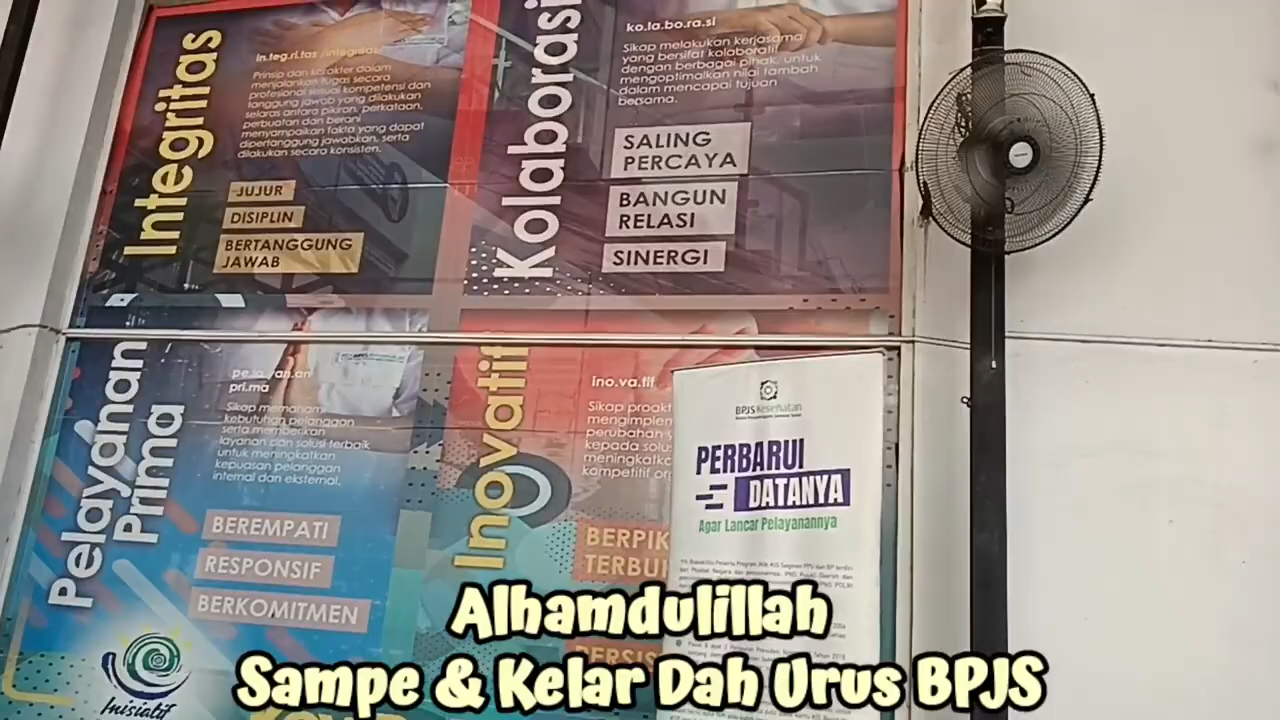 Integritas
in.teg.ri.tas /integritas/
Prinsip dan karakter dalam
menjalankan tugas secara
profesional sesuai kompetensi dan
tanggung jawab yang dilakukan
selaras antara pikiran, perkataan,
perbuatan dan berani
menyampaikan fakta yang dapat
dipertanggung jawabkan, serta
dilakukan secara konsisten.
JUJUR
DISIPLIN
BERTANGGUNG
JAWAB
Kolaborasi
ko.la.bo.ra.si
Sikap melakukan kerjasama
yang bersifat kolaboratif
dengan berbagai pihak, untuk
mengoptimalkan nilai tambah
dalam mencapai tujuan
bersama.
SALING
PERCAYA
BANGUN
RELASI
SINERGI
Pelayanan
Prima
pe.la.yan.an
pri.ma
Sikap memahami
kebutuhan pelanggan
serta memberikan
layanan dan solusi terbaik
untuk meningkatkan
kepuasan pelanggan
internal dan eksternal.
BEREMPATI
RESPONSIF
BERKOMITMEN
Inisiatif
Inovatif
ino.va.tif
Sikap proakt
mengimplem
perubahan
kepada solu
meningkatk
kompetitif or
BERPIK
TERBU
PERSIS
BPJS Kesehatan
PERBARUI
DATANYA
Agar Lancar Pelayanannya
Alhamdulillah
Sampe & Kelar Dah Urus BPJS